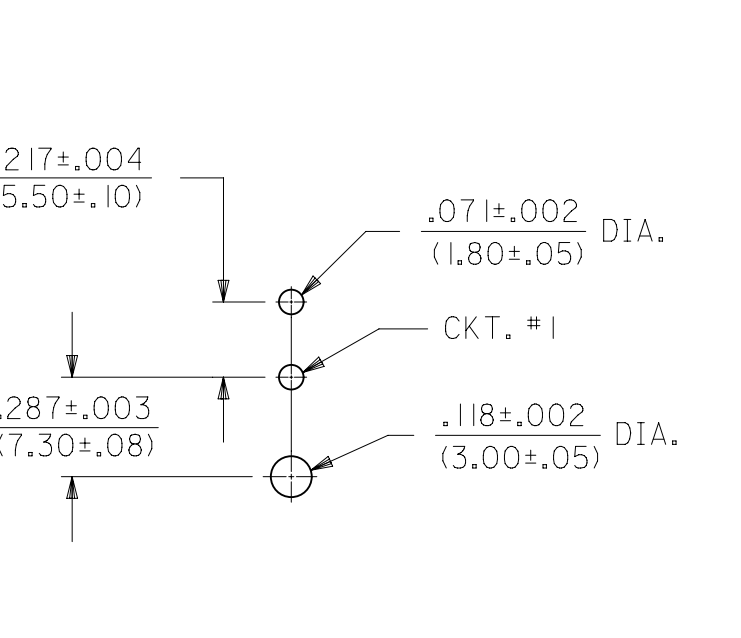 .217±.004
(5.50±.10)
.071±.002 DIA.
(1.80±.05)
CKT. #1
.287±.003
(7.30±.08)
.118±.002 DIA.
(3.00±.05)